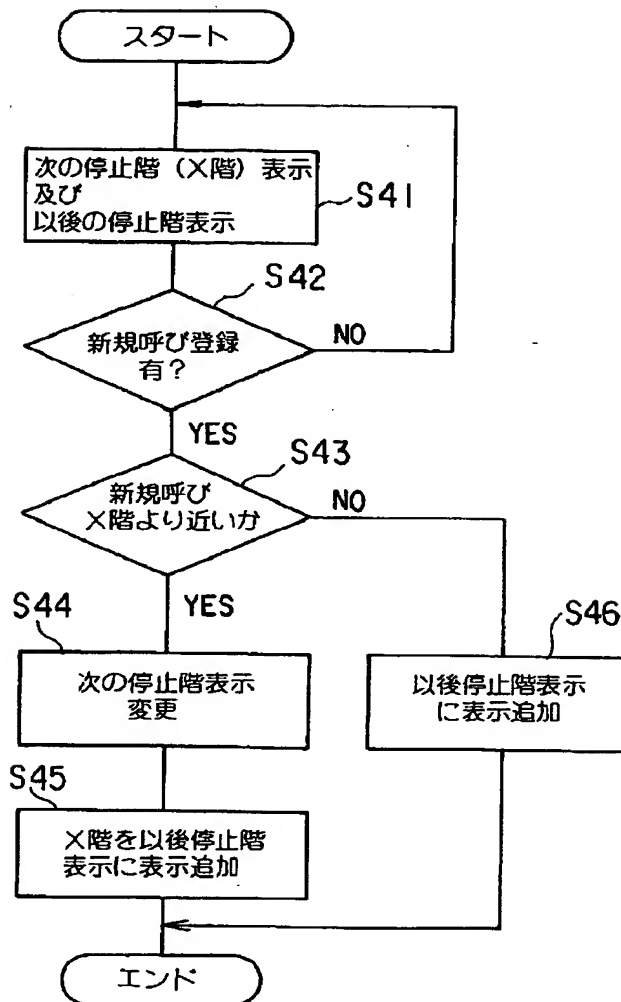 スタート
次の停止階(X階)表示
及び
以後の停止階表示
S41
S42
新規呼び登録
有?
NO
YES
S43
新規呼び
X階より近いか
NO
YES
S44
次の停止階表示
変更
S46
以後停止階表示
に表示追加
S45
X階を以後停止階
表示に表示追加
エンド